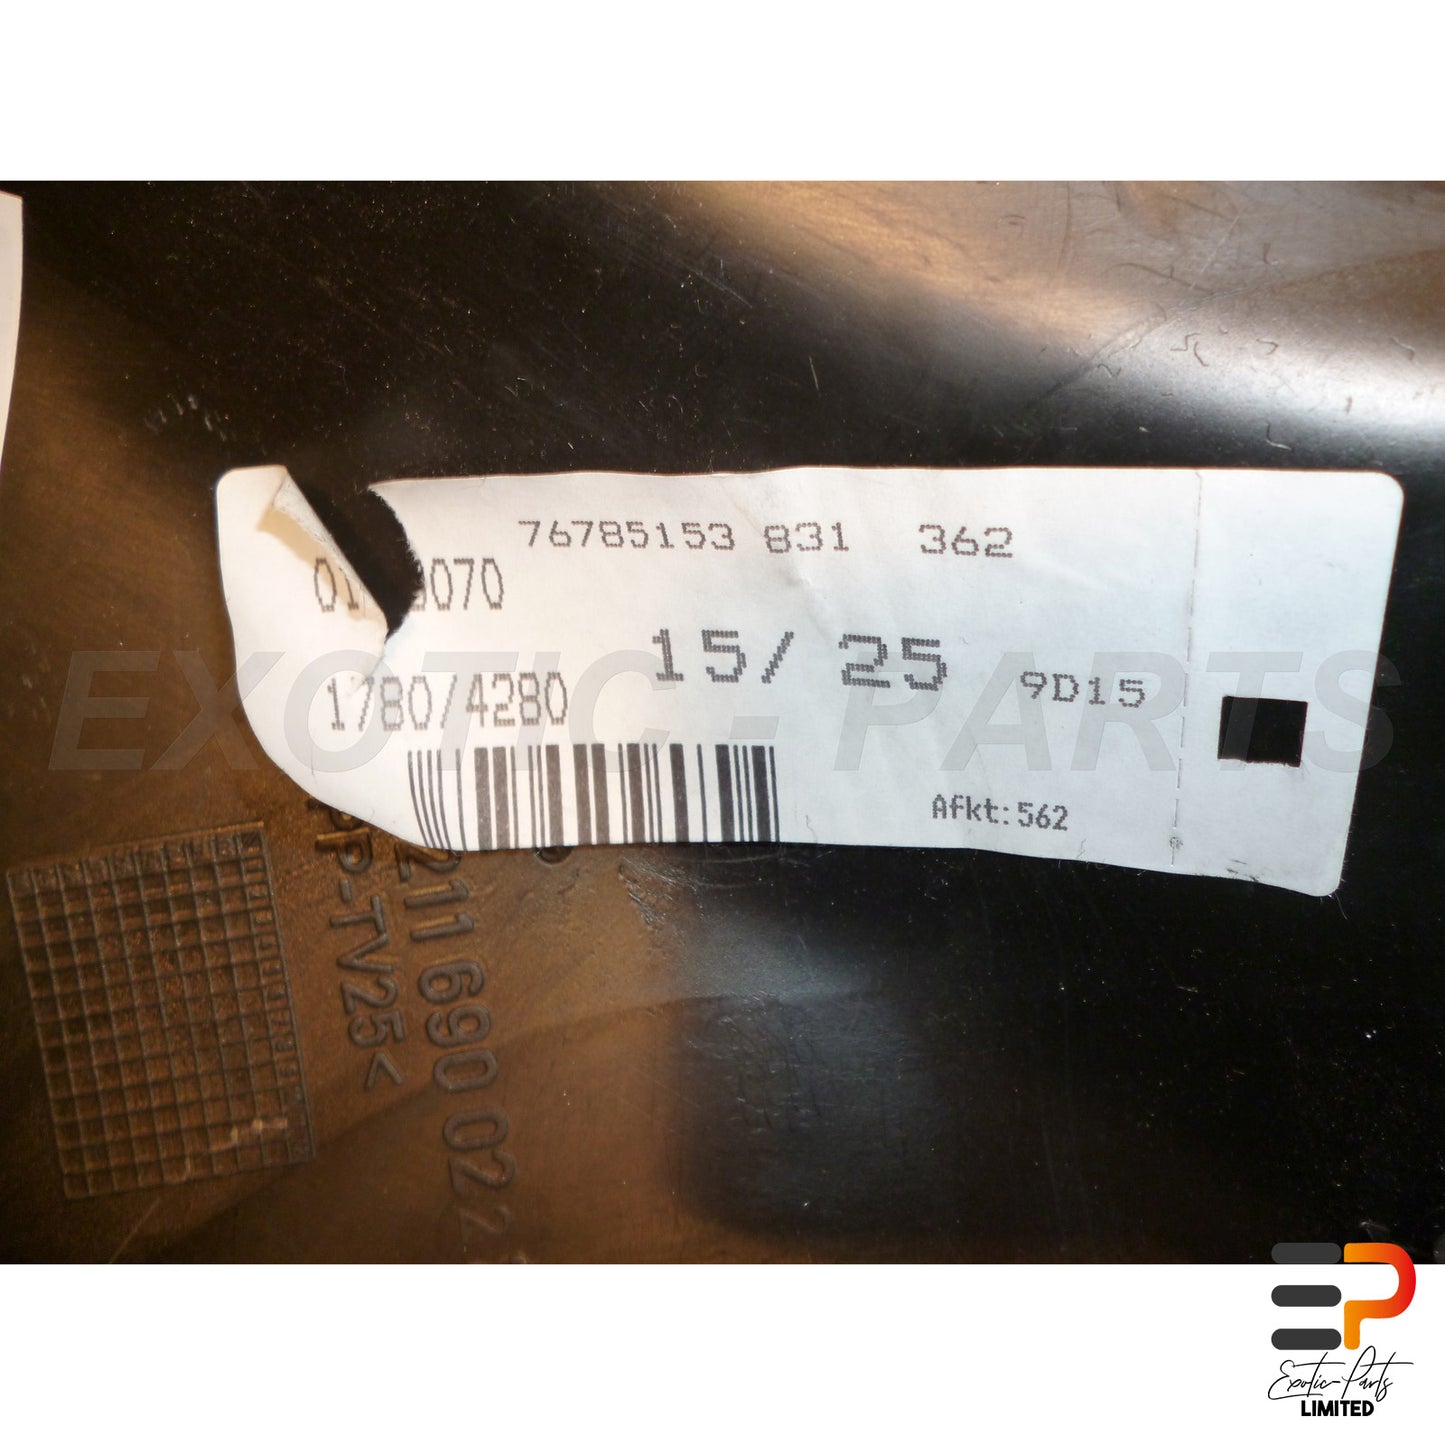 76785153 831 362
070
15/ 25
9D15
1780/4280
Afkt: 562
211 690 02
PP-TV25<
EXOTIC - PARTS
EP
Exotic-Parts
LIMITED